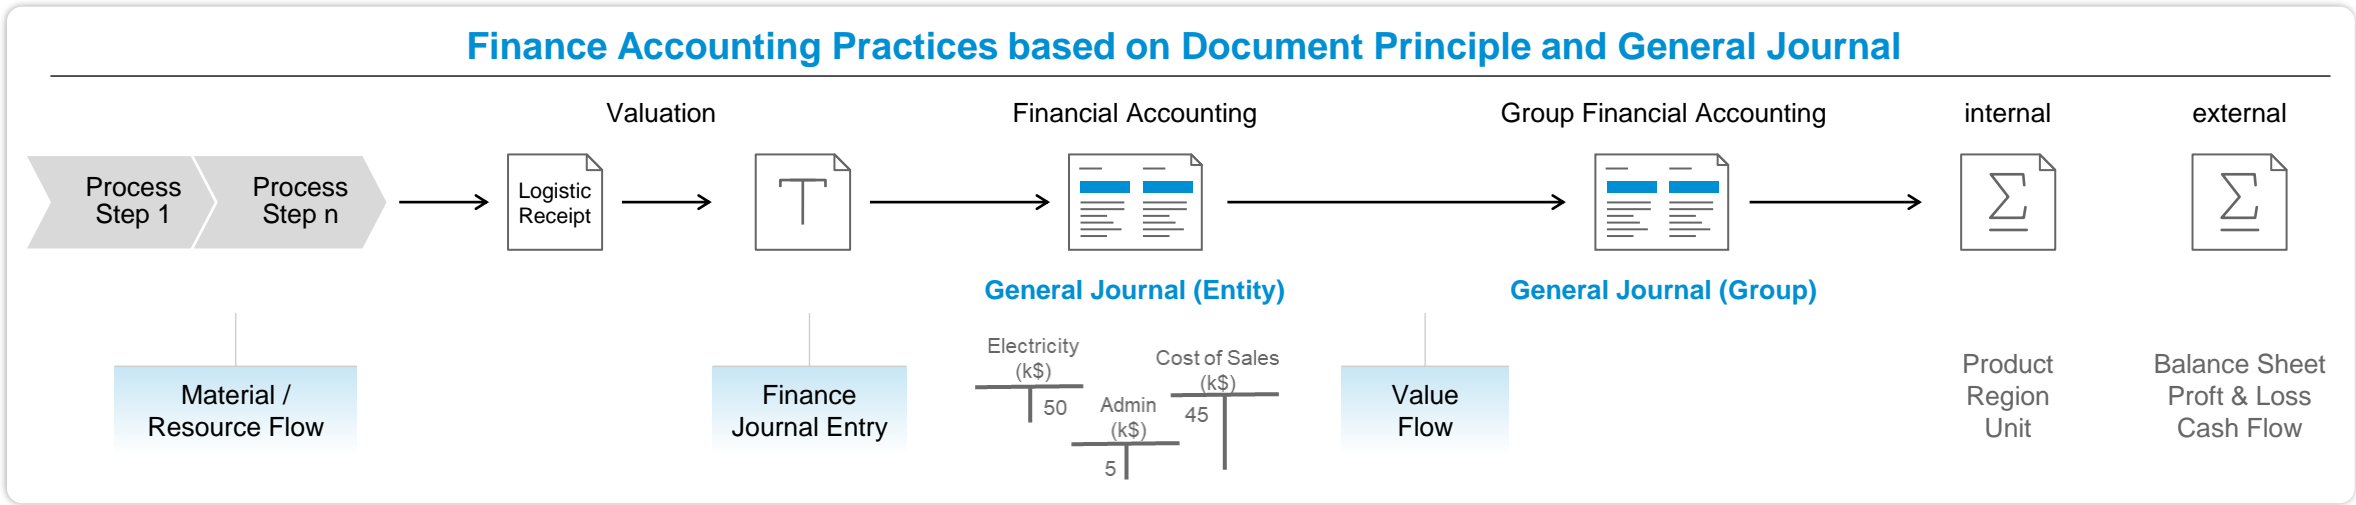 Finance Accounting Practices based on Document Principle and General Journal
Valuation
Financial Accounting
Group Financial Accounting
internal
external
Process
Step 1
Process
Step n
Logistic
Receipt
T
Σ
Σ
General Journal (Entity)
General Journal (Group)
Material /
Resource Flow
Finance
Journal Entry
Electricity
(k$)
50
Admin
(k$)
5
Cost of Sales
(k$)
45
Value
Flow
Product
Region
Unit
Balance Sheet
Proft & Loss
Cash Flow